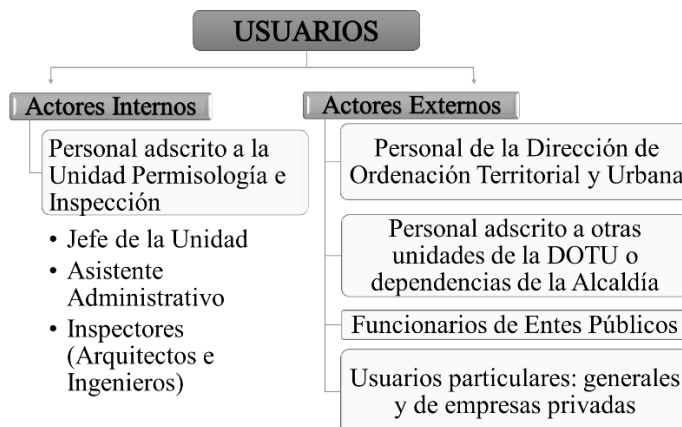 USUARIOS
Actores Internos
Personal adscrito a la
Unidad Permisología e
Inspección
• Jefe de la Unidad
• Asistente
Administrativo
• Inspectores
(Arquitectos e
Ingenieros)
Actores Externos
Personal de la Dirección de
Ordenación Territorial y Urbana
Personal adscrito a otras
unidades de la DOTU o
dependencias de la Alcaldía
Funcionarios de Entes Públicos
Usuarios particulares: generales
y de empresas privadas